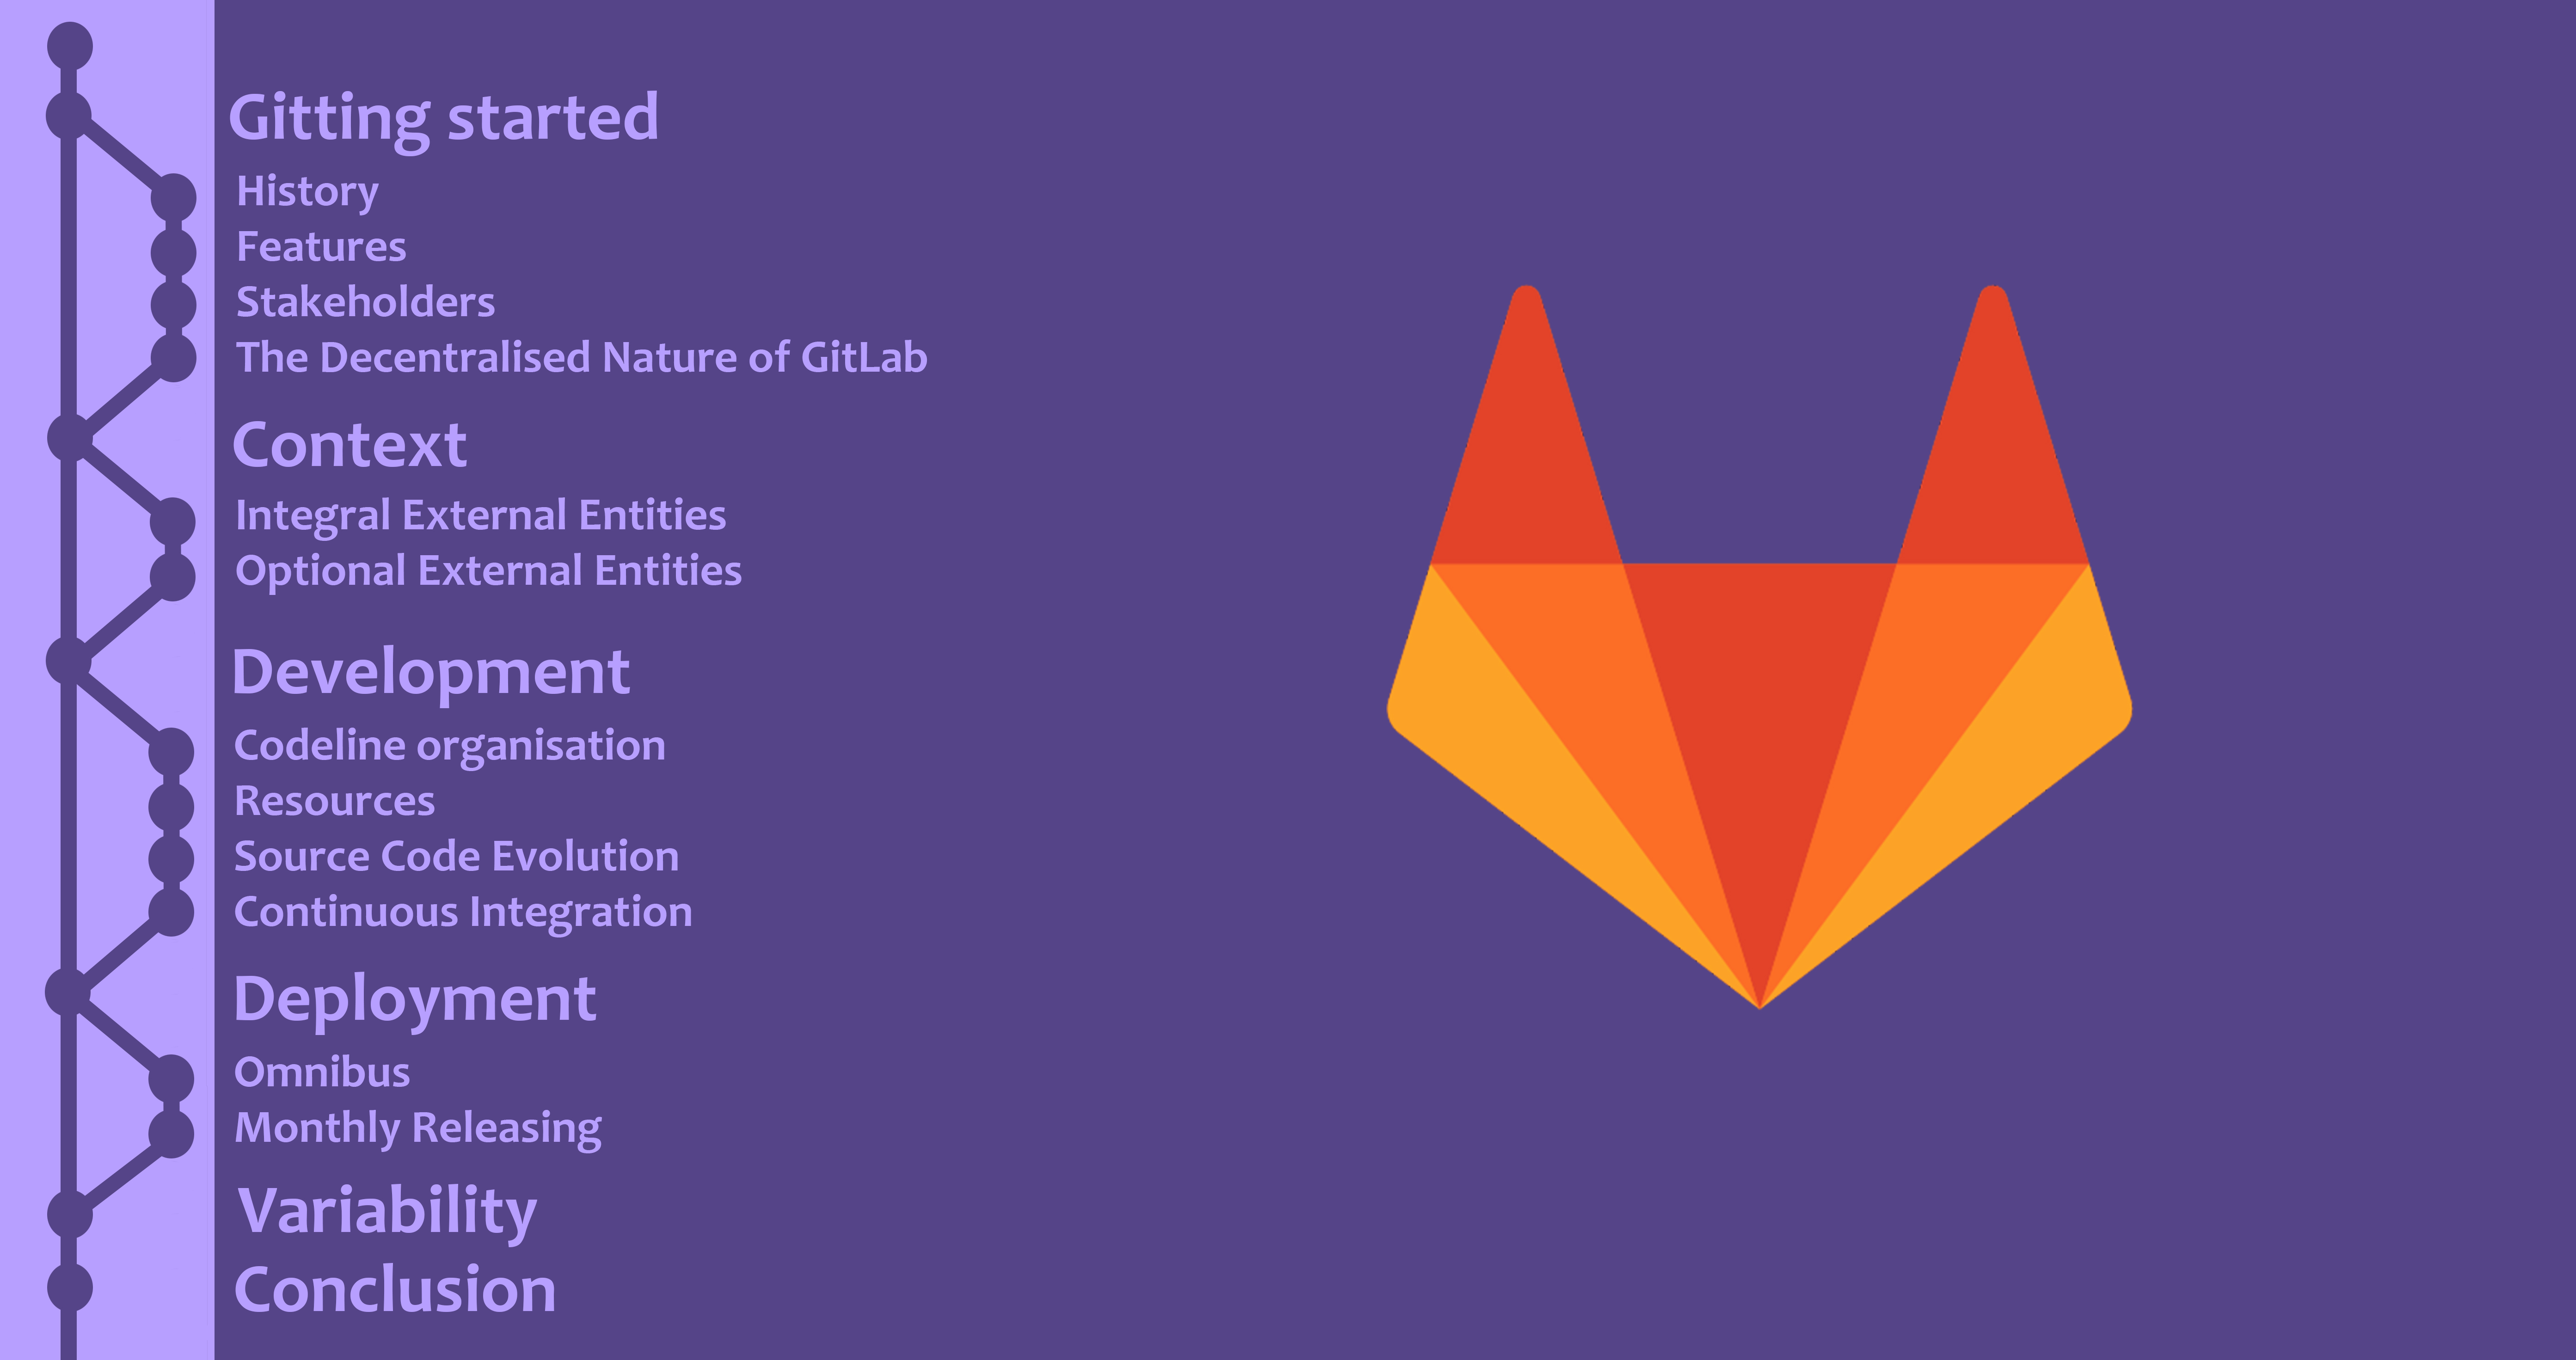 Gitting started
History
Features
Stakeholders
The Decentralised Nature of GitLab
Context
Integral External Entities
Optional External Entities
Development
Codeline organisation
Resources
Source Code Evolution
Continuous Integration
Deployment
Omnibus
Monthly Releasing
Variability
Conclusion